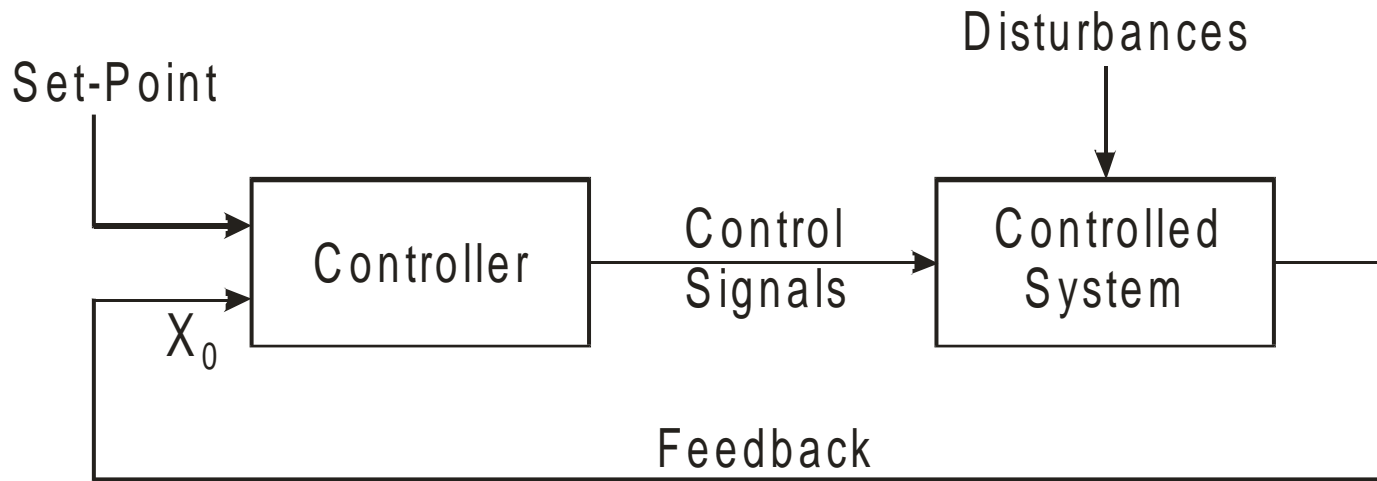 Disturbances
Set-Point
Controller
Control
Signals
Controlled
System
X₀
Feedback